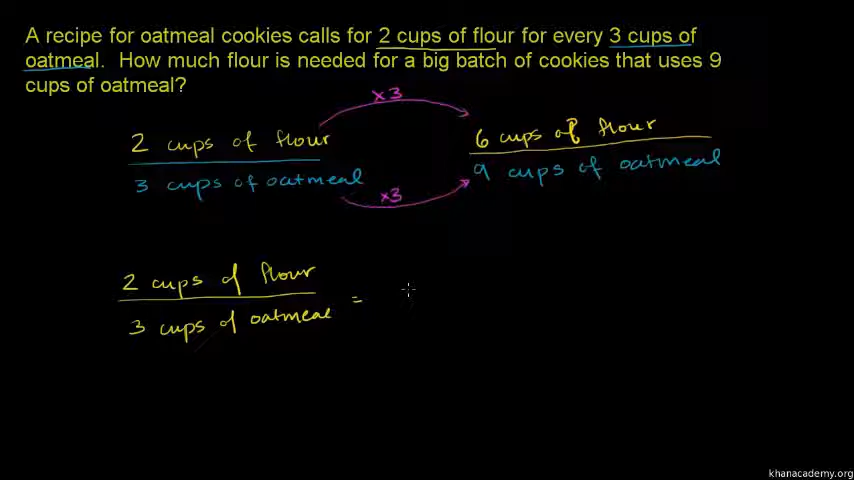 A recipe for oatmeal cookies calls for 2 cups of flour for every 3 cups of
oatmeal. How much flour is needed for a big batch of cookies that uses 9
cups of oatmeal?
x3
2 cups of flour
6 cups of flour
3 cups of oatmeal
9 cups of oatmeal
x3
2 cups of flour
3 cups of oatmeal
=
khanacademy.org